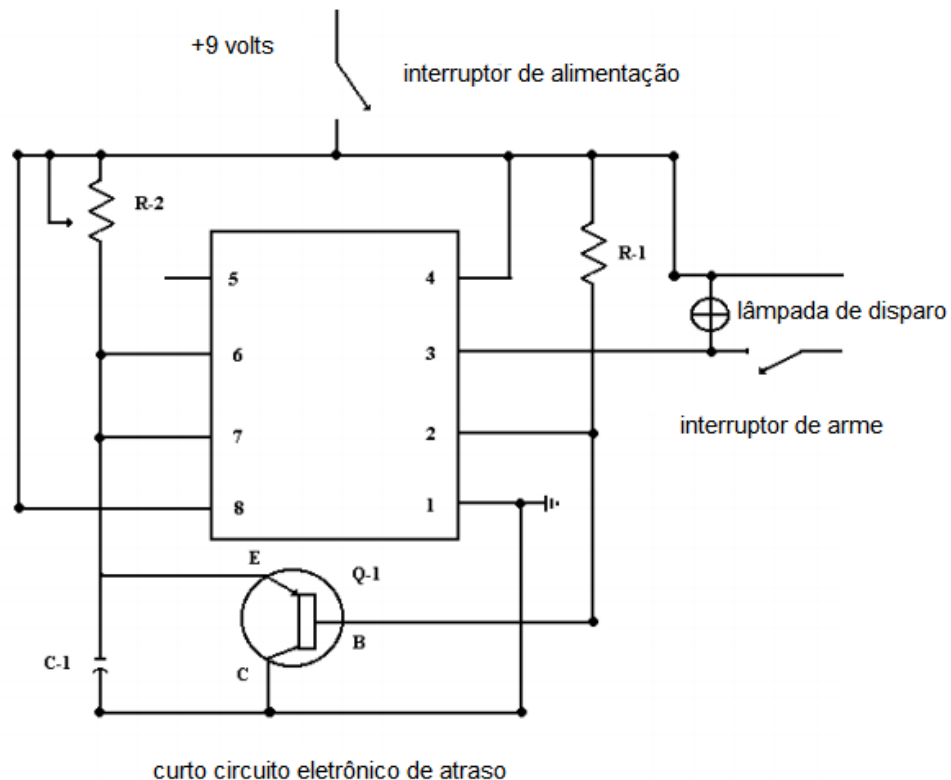 +9 volts
interruptor de alimentação
R-2
R-1
5
4
lâmpada de disparo
6
3
interruptor de arme
7
2
8
1
E
Q-1
B
C-1
C
curto circuito eletrônico de atraso